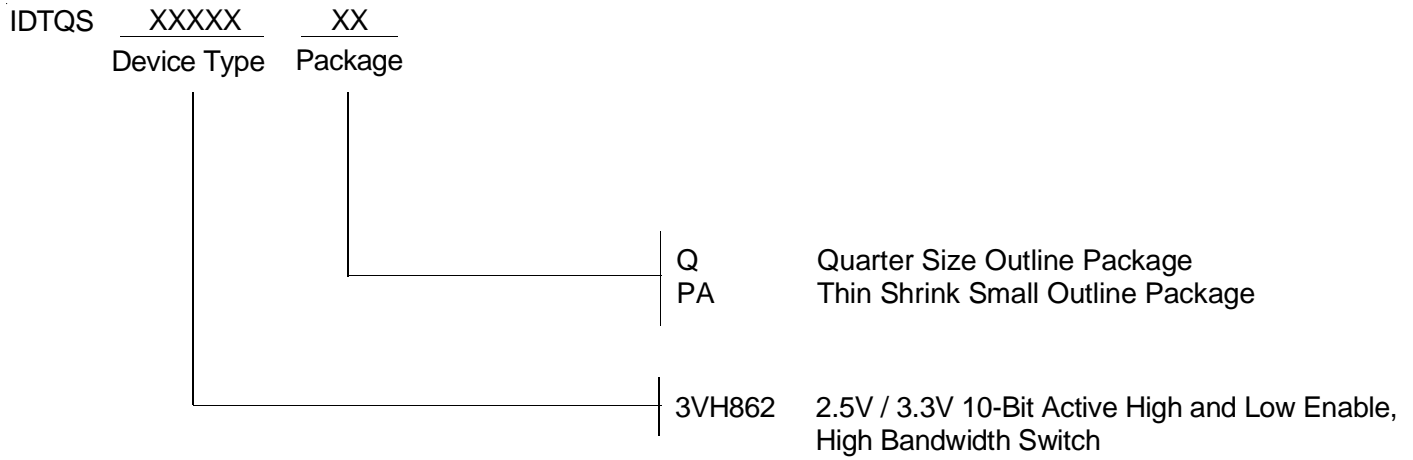 IDTQS XXXXX XX
Device Type Package
Q Quarter Size Outline Package
PA Thin Shrink Small Outline Package
3VH862 2.5V / 3.3V 10-Bit Active High and Low Enable,
High Bandwidth Switch